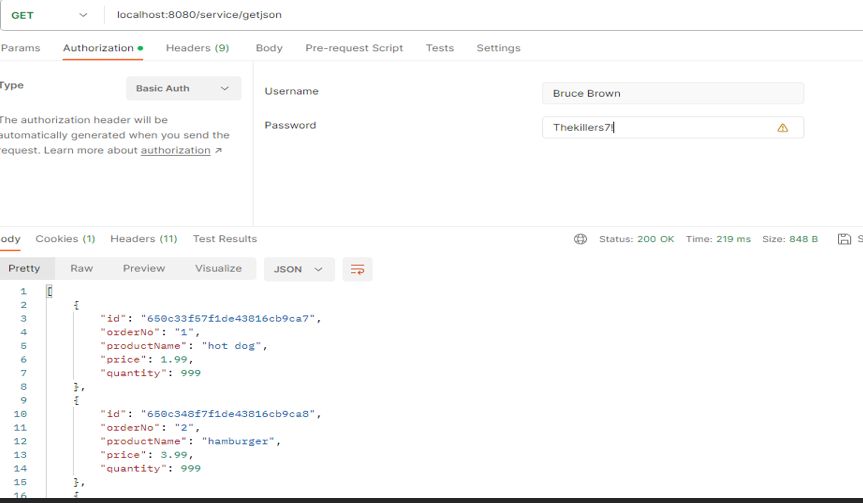 GET localhost:8080/service/getjson
Params Authorization Headers (9) Body Pre-request Script Tests Settings
Type Basic Auth
The authorization header will be
automatically generated when you send the
request. Learn more about authorization ↗
Username Bruce Brown
Password Thekillers7!
ody Cookies (1) Headers (11) Test Results Status: 200 OK Time: 219 ms Size: 848 B S
Pretty Raw Preview Visualize JSON
1 [
2 {
3 "id": "650c33f57f1de43816cb9ca7",
4 "orderNo": "1",
5 "productName": "hot dog",
6 "price": 1.99,
7 "quantity": 999
8 },
9 {
10 "id": "650c348f7f1de43816cb9ca8",
11 "orderNo": "2",
12 "productName": "hamburger",
13 "price": 3.99,
14 "quantity": 999
15 },
16 {